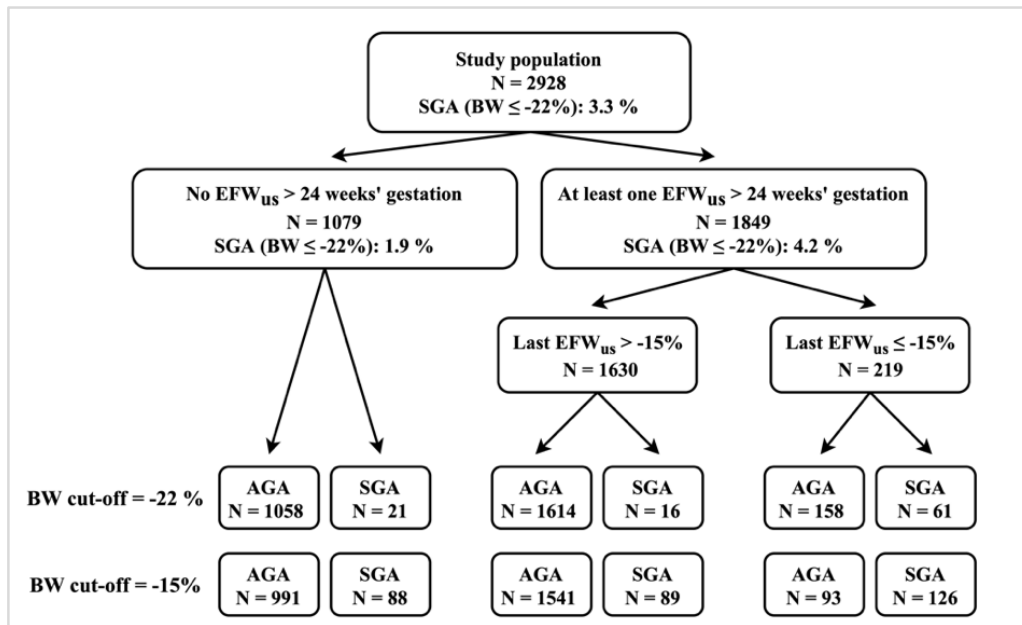 Study population
N = 2928
SGA (BW ≤ -22%): 3.3 %
No EFWus > 24 weeks' gestation
N = 1079
SGA (BW ≤ -22%): 1.9 %
At least one EFWus > 24 weeks' gestation
N = 1849
SGA (BW ≤ -22%): 4.2 %
Last EFWus > -15%
N = 1630
Last EFWus ≤ -15%
N = 219
BW cut-off = -22 %
AGA
N = 1058
SGA
N = 21
AGA
N = 1614
SGA
N = 16
AGA
N = 158
SGA
N = 61
BW cut-off = -15%
AGA
N = 991
SGA
N = 88
AGA
N = 1541
SGA
N = 89
AGA
N = 93
SGA
N = 126